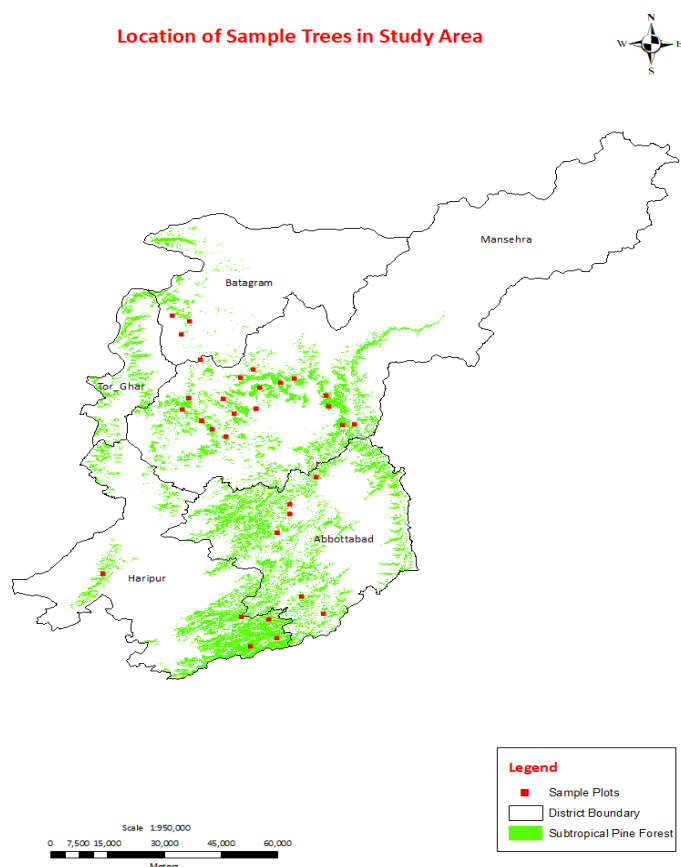 Location of Sample Trees in Study Area
N
W E
S
Mansehra
Batagram
Tor_Ghar
Abbottabad
Haripur
Legend
Sample Plots
District Boundary
Subtropical Pine Forest
Scale 1:950,000
0 7,500 15,000 30,000 45,000 60,000
Meters